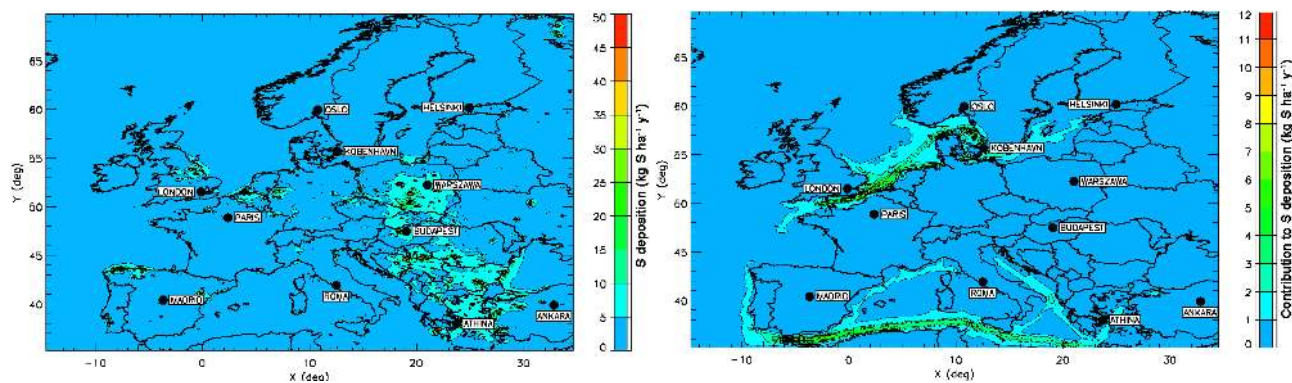 50
45
40
35
30
25
20
15
10
5
0
S deposition (kg S ha⁻¹ y⁻¹)
65
60
55
50
45
40
Y (deg)
-10
0
10
20
30
X (deg)
OSLO
HELSINKI
KOBENHAVN
LONDON
WARSZAWA
PARIS
BUDAPEST
MADRID
ROMA
ANKARA
ATHINA
12
11
10
9
8
7
6
5
4
3
2
1
0
Contribution to S deposition (kg S ha⁻¹ y⁻¹)
65
60
55
50
45
40
Y (deg)
-10
0
10
20
30
X (deg)
OSLO
HELSINKI
KOBENHAVN
LONDON
WARSZAWA
PARIS
BUDAPEST
MADRID
ROMA
ANKARA
ATHINA